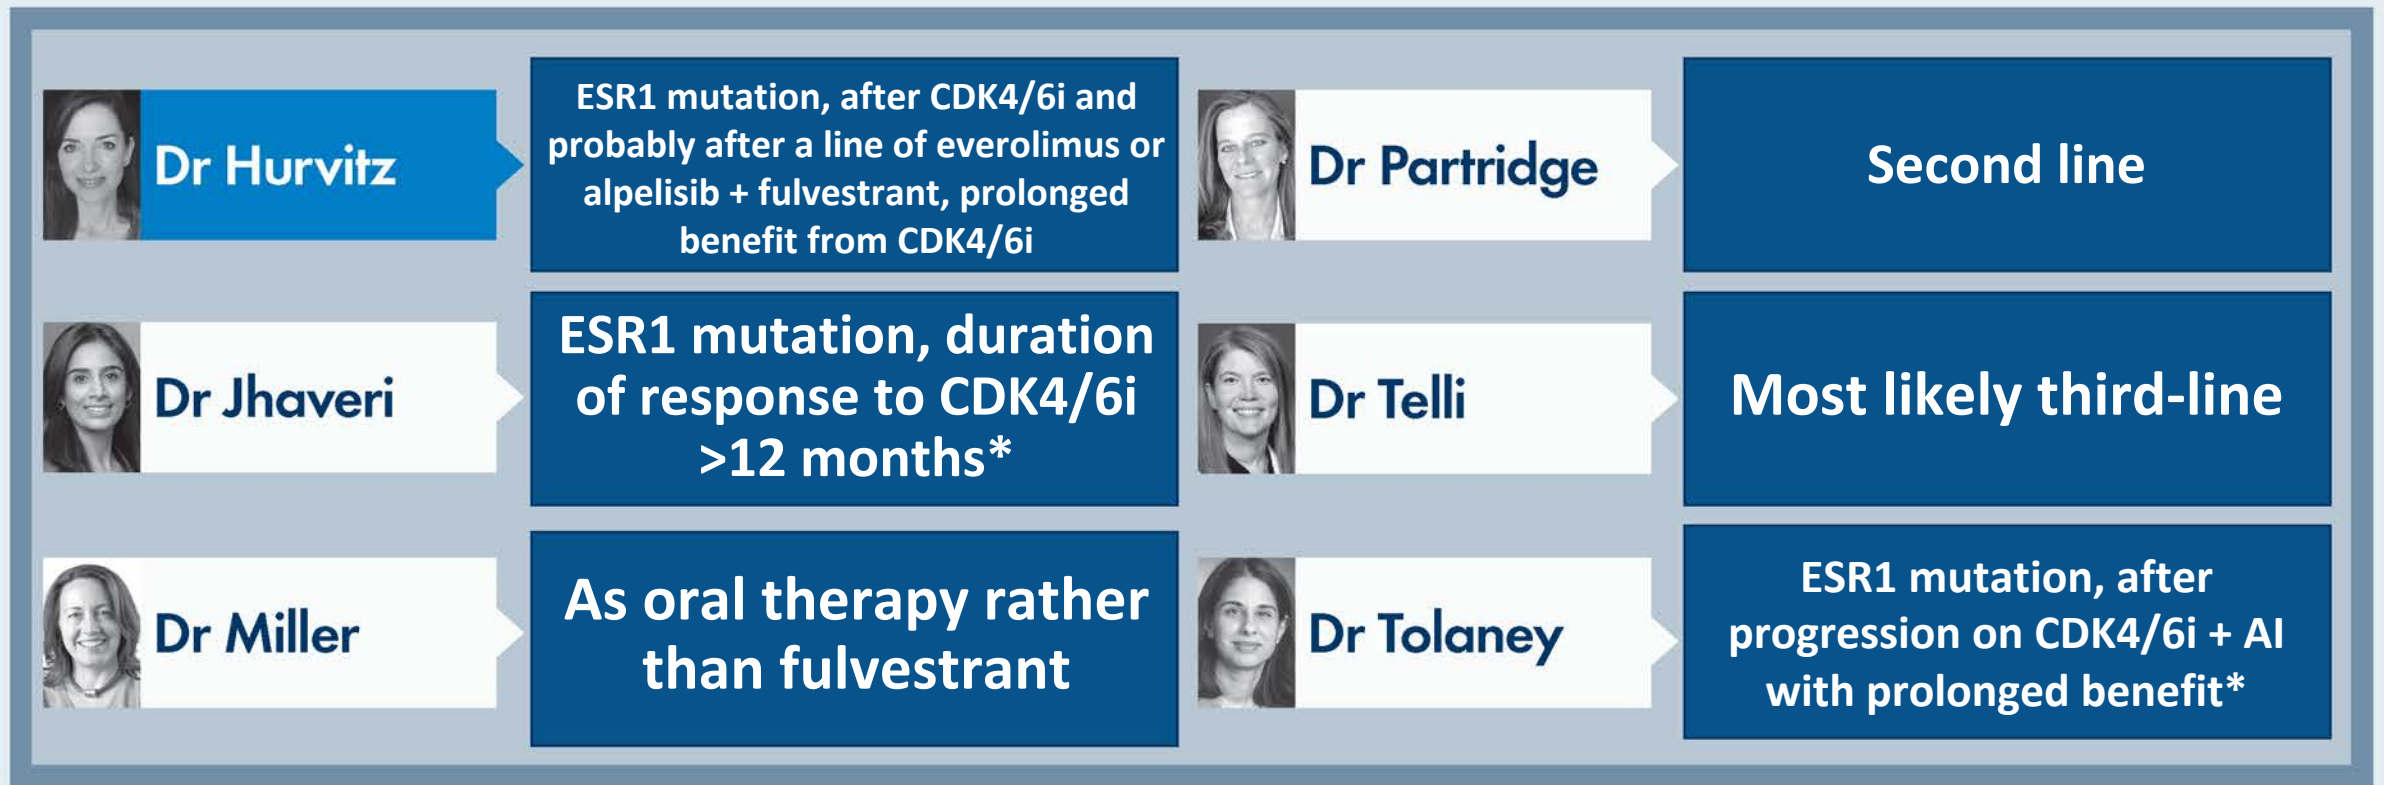 Dr Hurvitz
ESR1 mutation, after CDK4/6i and
probably after a line of everolimus or
alpelisib + fulvestrant, prolonged
benefit from CDK4/6i
Dr Partridge
Second line
Dr Jhaveri
ESR1 mutation, duration
of response to CDK4/6i
>12 months*
Dr Telli
Most likely third-line
Dr Miller
As oral therapy rather
than fulvestrant
Dr Tolaney
ESR1 mutation, after
progression on CDK4/6i + AI
with prolonged benefit*